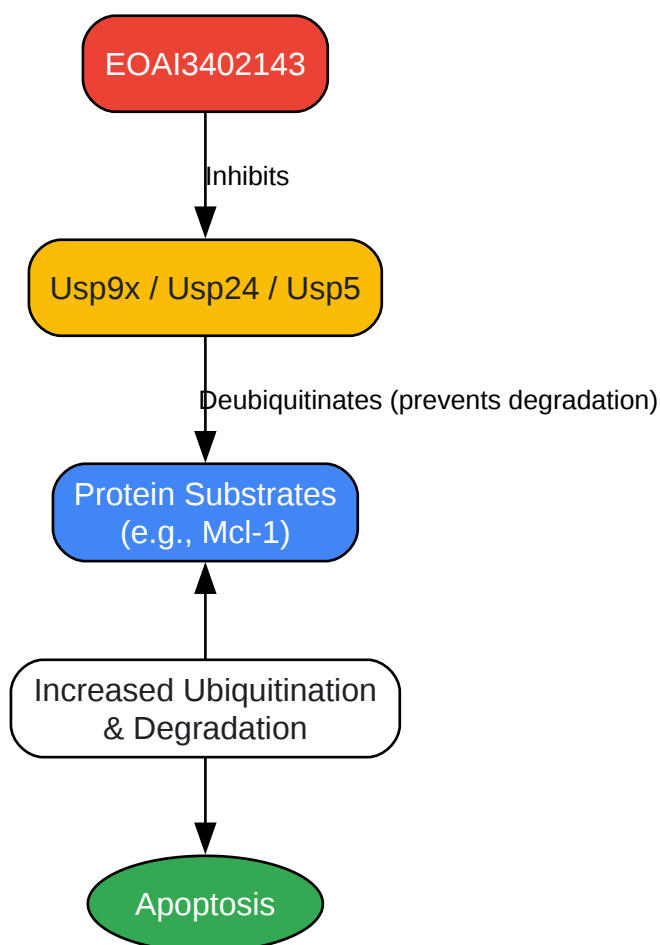 EOAI3402143
Inhibits
Usp9x / Usp24 / Usp5
Deubiquitinates (prevents degradation)
Protein Substrates
(e.g., Mcl-1)
Increased Ubiquitination
& Degradation
Apoptosis